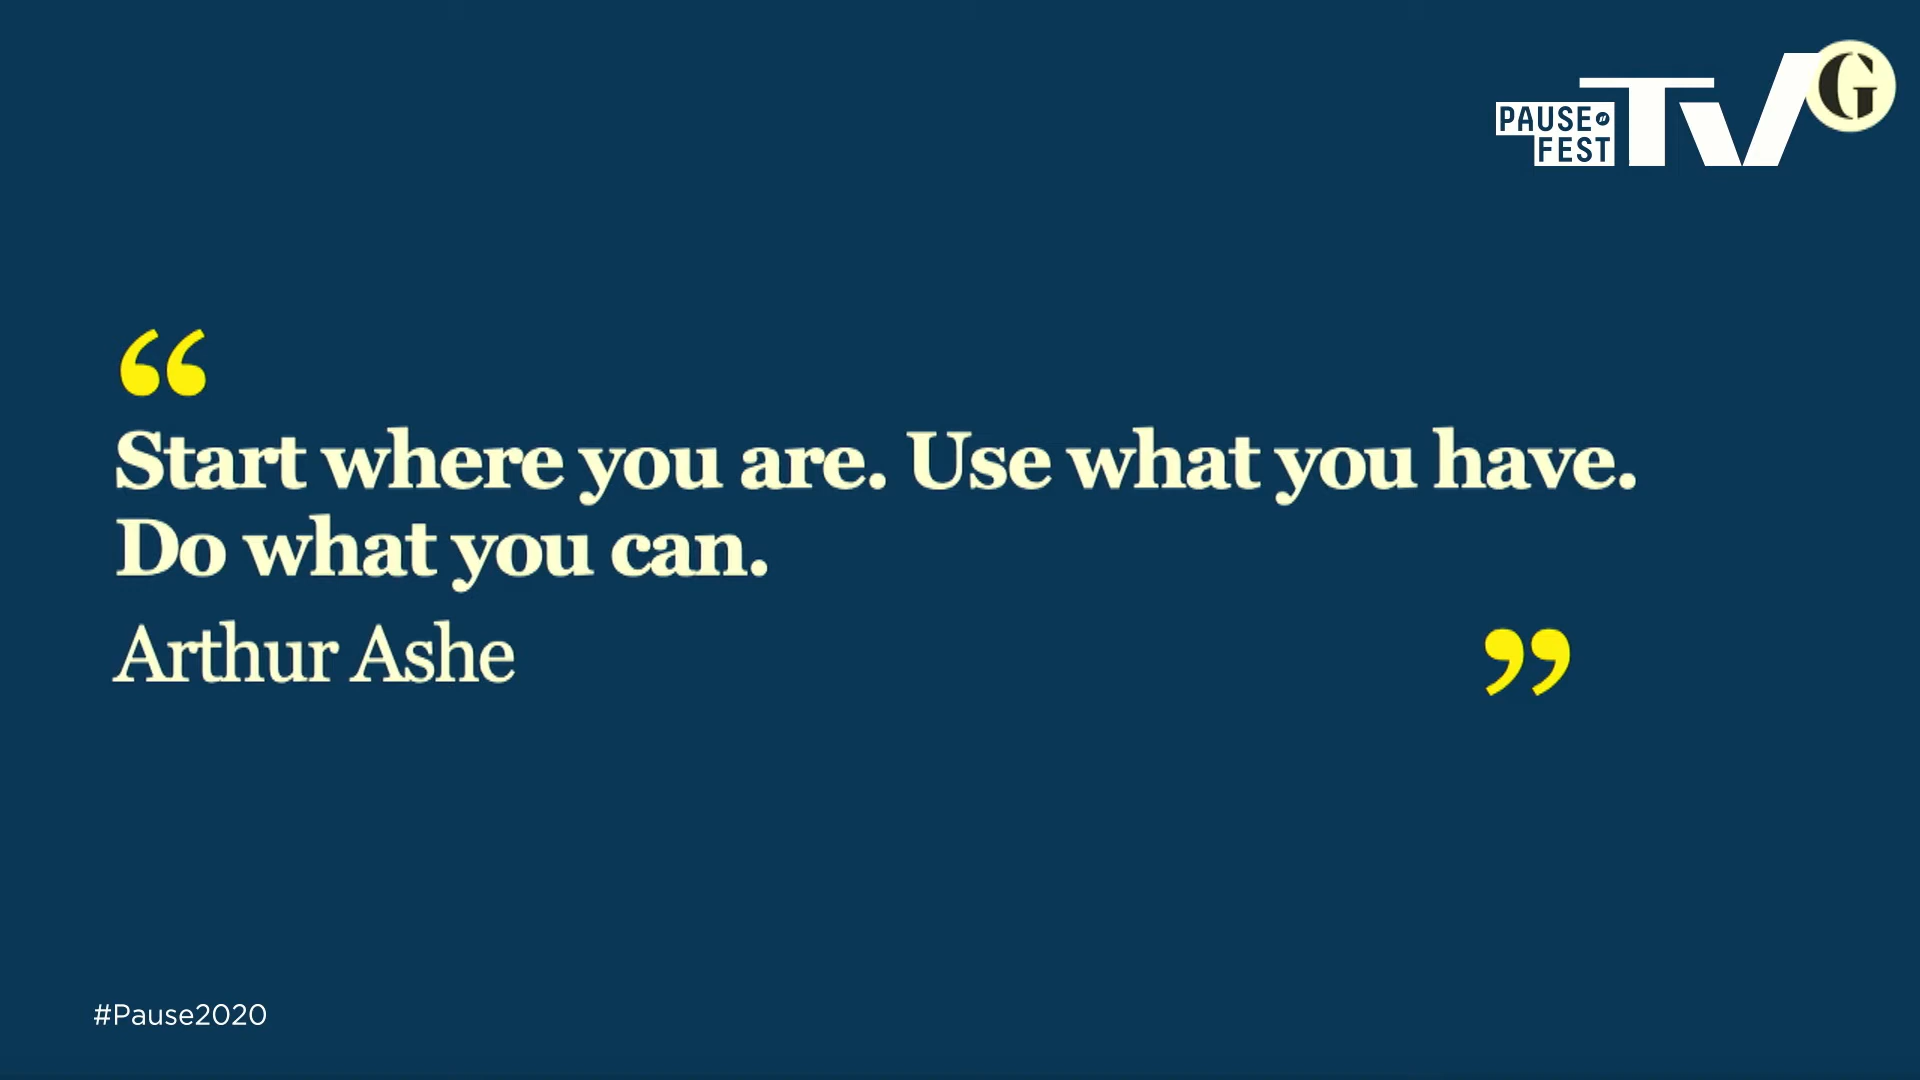 PAUSE
FEST
TV
G
“
Start where you are. Use what you have.
Do what you can.
Arthur Ashe
”
#Pause2020